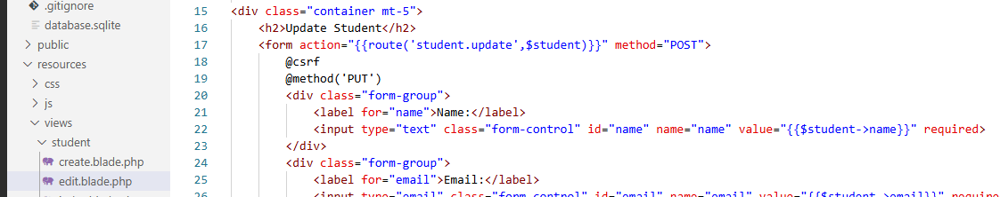 .gitignore
database.sqlite
public
resources
css
js
views
student
create.blade.php
edit.blade.php
15 <div class="container mt-5">
16 <h2>Update Student</h2>
17 <form action="{{route('student.update',$student)}}" method="POST">
18 @csrf
19 @method('PUT')
20 <div class="form-group">
21 <label for="name">Name:</label>
22 <input type="text" class="form-control" id="name" name="name" value="{{$student->name}}" required>
23 </div>
24 <div class="form-group">
25 <label for="email">Email:</label>
26 <input type="email" class="form-control" id="email" name="email" value="{{$student->email}}" require